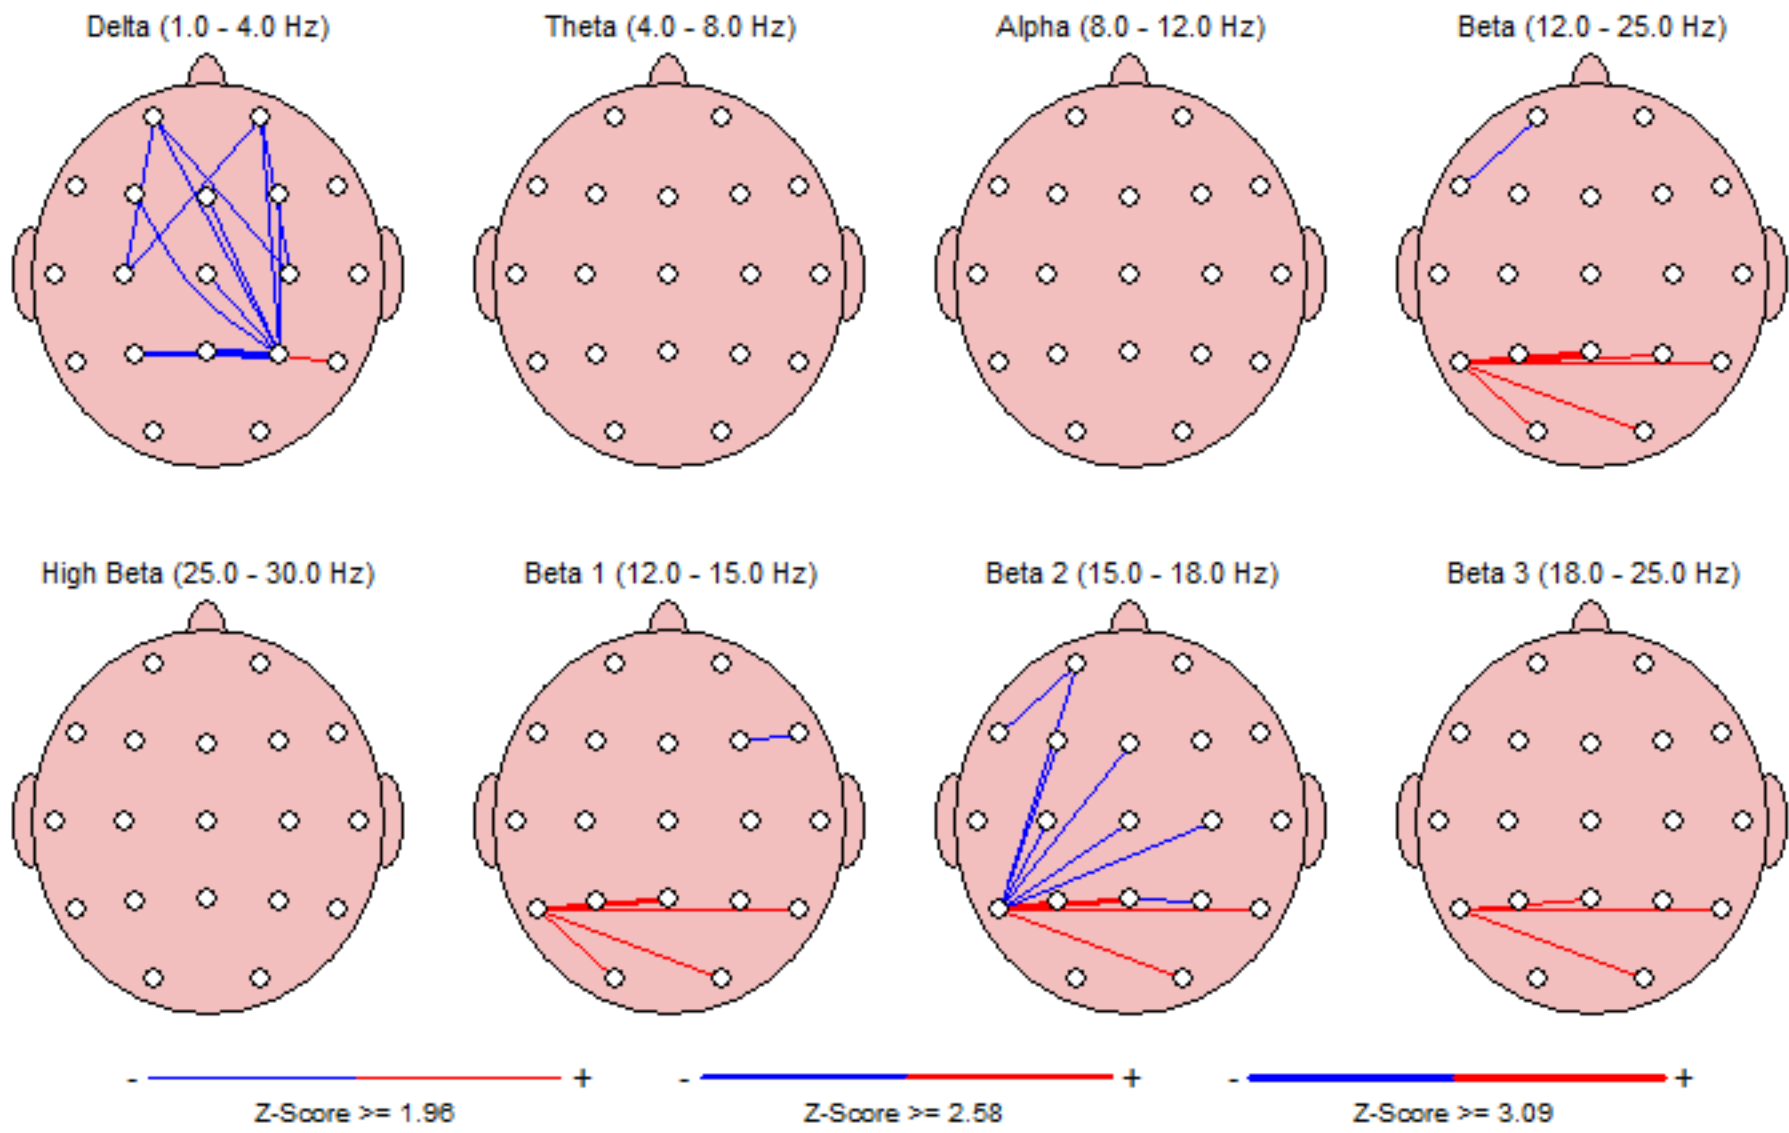 Delta (1.0 - 4.0 Hz) Theta (4.0 - 8.0 Hz) Alpha (8.0 - 12.0 Hz) Beta (12.0 - 25.0 Hz)
High Beta (25.0 - 30.0 Hz) Beta 1 (12.0 - 15.0 Hz) Beta 2 (15.0 - 18.0 Hz) Beta 3 (18.0 - 25.0 Hz)
- + - + - +
Z-Score >= 1.96 Z-Score >= 2.58 Z-Score >= 3.09